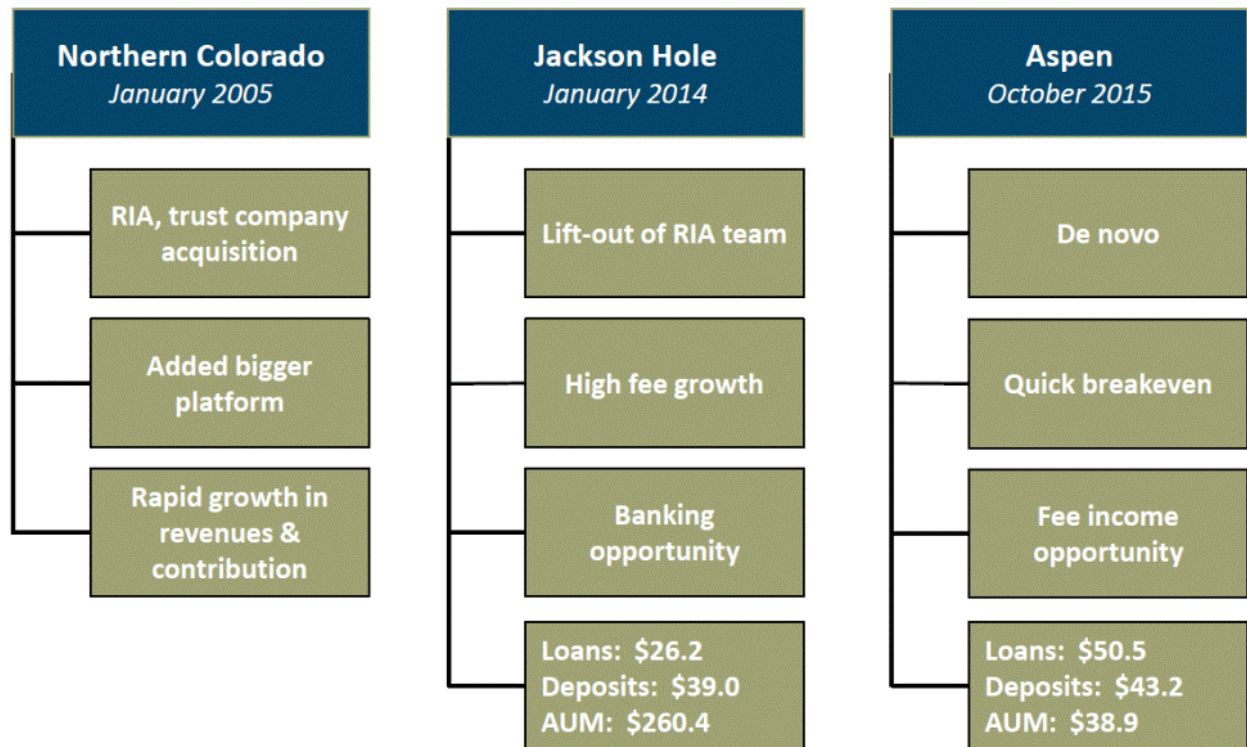 Northern Colorado
January 2005
RIA, trust company
acquisition
Added bigger
platform
Rapid growth in
revenues &
contribution
Jackson Hole
January 2014
Lift-out of RIA team
High fee growth
Banking
opportunity
Loans: $26.2
Deposits: $39.0
AUM: $260.4
Aspen
October 2015
De novo
Quick breakeven
Fee income
opportunity
Loans: $50.5
Deposits: $43.2
AUM: $38.9